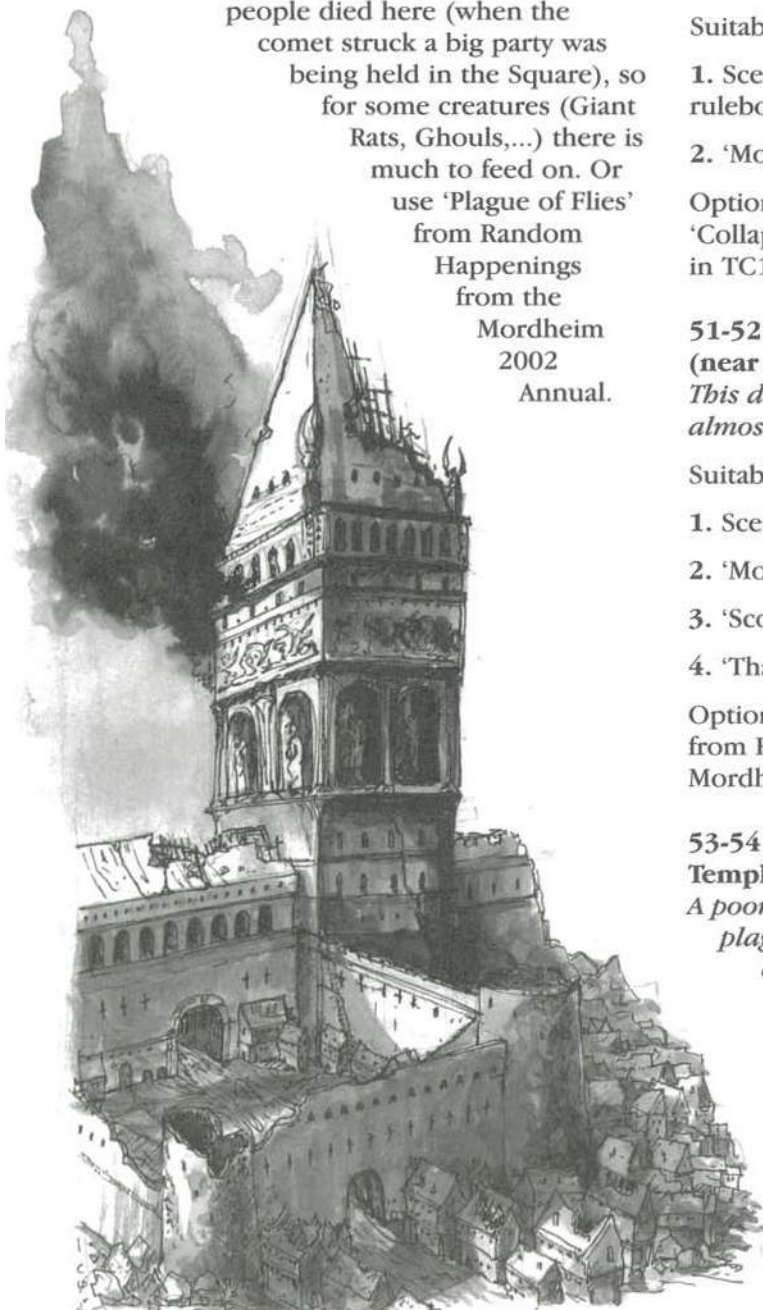 people died here (when the
comet struck a big party was
being held in the Square), so
for some creatures (Giant
Rats, Ghouls,...) there is
much to feed on. Or
use ‘Plague of Flies’
from Random
Happenings
from the
Mordheim
2002
Annual.
Suitab
1. Sce
rulebo
2. ‘Mo
Option
‘Collap
in TC1
51-52
(near
This d
almos
Suitab
1. Sce
2. ‘Mo
3. ‘Sco
4. ‘Tha
Option
from
Mordh
53-54
Templ
A poor
plag